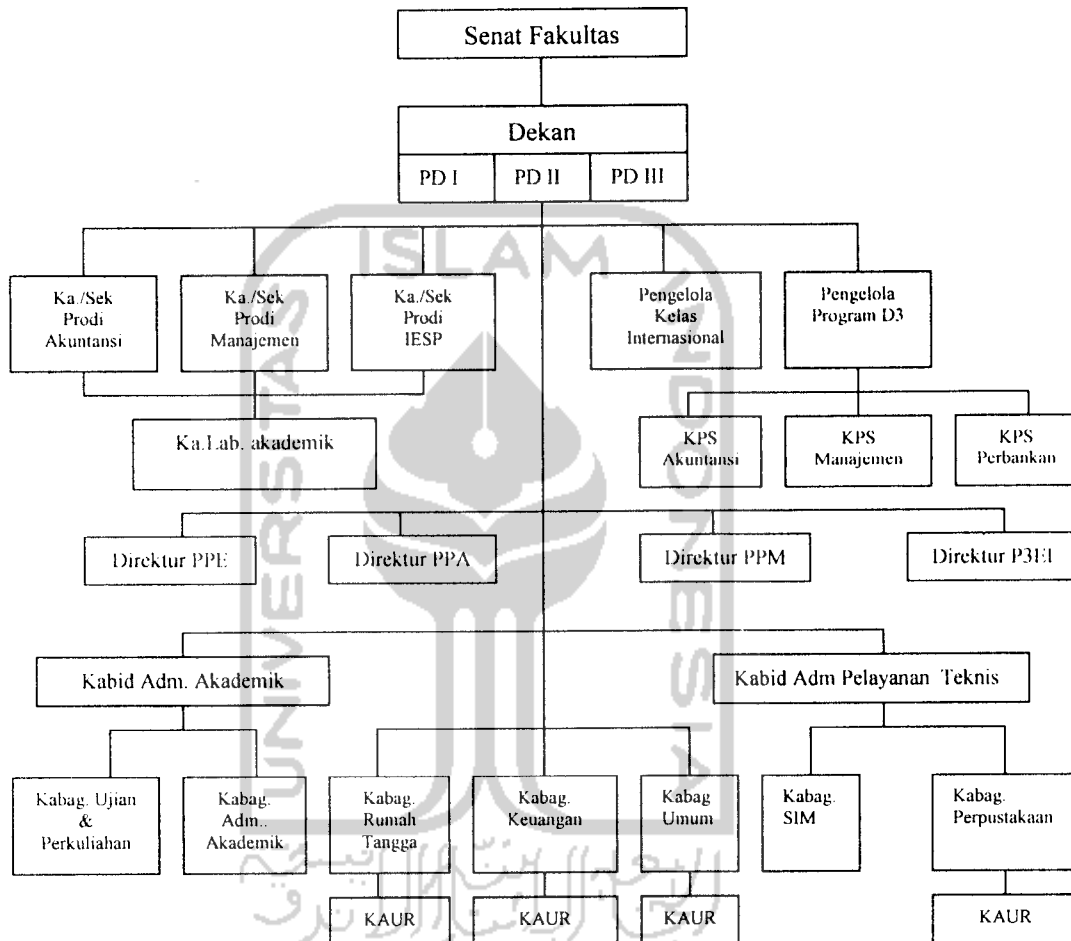 Senat Fakultas
Dekan
PD I
PD II
PD III
Ka./Sek
Prodi
Akuntansi
Ka./Sek
Prodi
Manajemen
Ka./Sek
Prodi
IESP
Pengelola
Kelas
Internasional
Pengelola
Program D3
Ka.Lab. akademik
KPS
Akuntansi
KPS
Manajemen
KPS
Perbankan
Direktur PPE
Direktur PPA
Direktur PPM
Direktur P3EI
Kabid Adm. Akademik
Kabid Adm Pelayanan Teknis
Kabag. Ujian
&
Perkuliahan
Kabag.
Adm..
Akademik
Kabag.
Rumah
Tangga
Kabag.
Keuangan
Kabag
Umum
Kabag.
SIM
Kabag.
Perpustakaan
KAUR
KAUR
KAUR
KAUR
UNIVERSITAS
ISLAM
INDONESIA